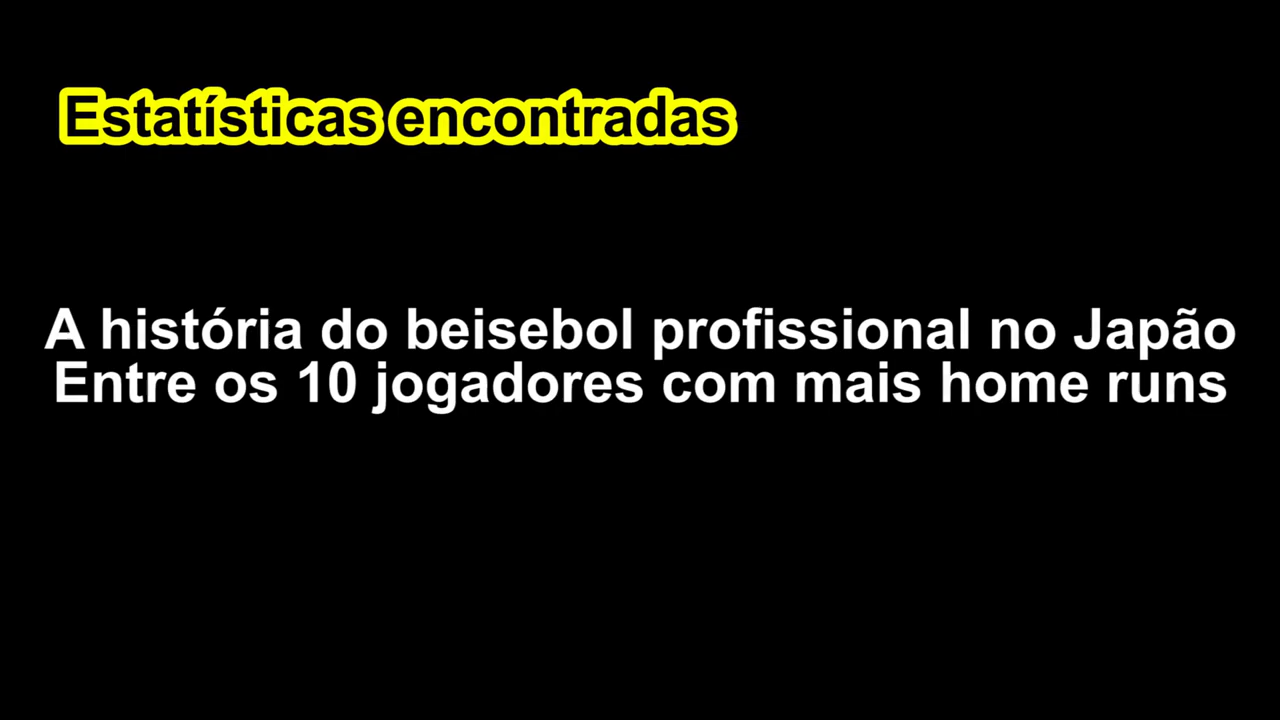 Estatísticas encontradas
A história do beisebol profissional no Japão
Entre os 10 jogadores com mais home runs